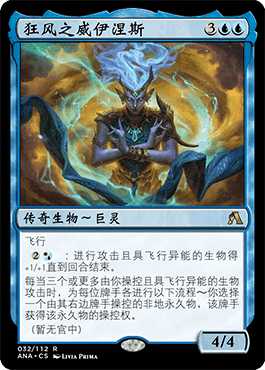 狂风之威伊涅斯 3
传奇生物～巨灵
飞行
2 : 进行攻击且具飞行异能的生物得
+1/+1直到回合结束。
每当三个或更多由你操控且具飞行异能的生物
攻击时，为每位牌手各进行以下流程～你选择
一个由其右边牌手操控的非地永久物，该牌手
获得该永久物的操控权。
（暂无官中）
4/4
032/112 R
ANA • CS LIVIA PRIMA